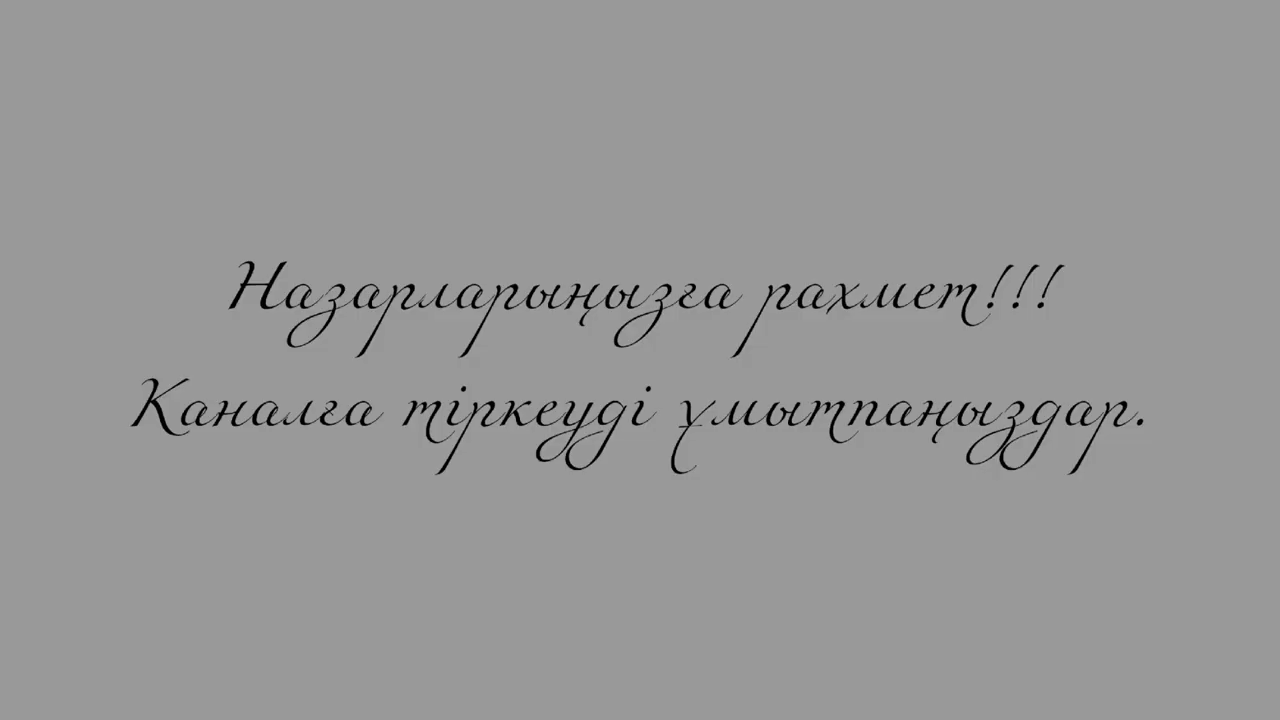 Назарларыңызға рахмет!!!
Каналға тіркеуді ұмытпаңыздар.